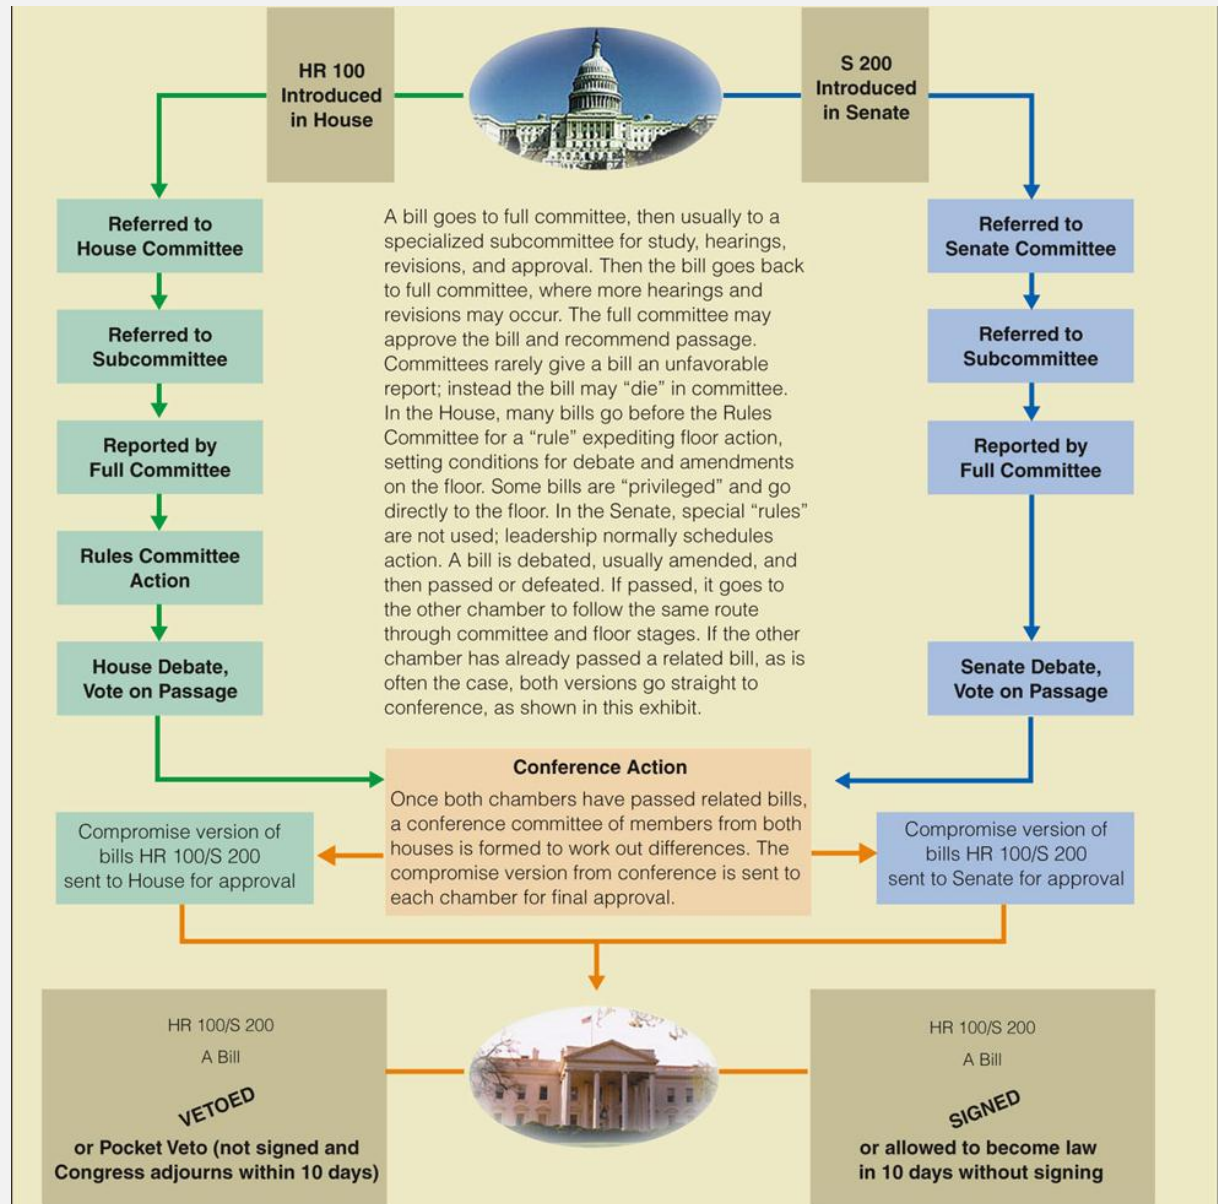 HR 100
Introduced
in House
S 200
Introduced
in Senate
Referred to
House Committee
Referred to
Subcommittee
Reported by
Full Committee
Rules Committee
Action
House Debate,
Vote on Passage
A bill goes to full committee, then usually to a
specialized subcommittee for study, hearings,
revisions, and approval. Then the bill goes back
to full committee, where more hearings and
revisions may occur. The full committee may
approve the bill and recommend passage.
Committees rarely give a bill an unfavorable
report; instead the bill may “die” in committee.
In the House, many bills go before the Rules
Committee for a “rule” expediting floor action,
setting conditions for debate and amendments
on the floor. Some bills are “privileged” and go
directly to the floor. In the Senate, special “rules”
are not used; leadership normally schedules
action. A bill is debated, usually amended, and
then passed or defeated. If passed, it goes to
the other chamber to follow the same route
through committee and floor stages. If the other
chamber has already passed a related bill, as is
often the case, both versions go straight to
conference, as shown in this exhibit.
Referred to
Senate Committee
Referred to
Subcommittee
Reported by
Full Committee
Senate Debate,
Vote on Passage
Conference Action
Once both chambers have passed related bills,
a conference committee of members from both
houses is formed to work out differences. The
compromise version from conference is sent to
each chamber for final approval.
Compromise version of
bills HR 100/S 200
sent to House for approval
Compromise version of
bills HR 100/S 200
sent to Senate for approval
HR 100/S 200
A Bill
VETOED
or Pocket Veto (not signed and
Congress adjourns within 10 days)
HR 100/S 200
A Bill
SIGNED
or allowed to become law
in 10 days without signing